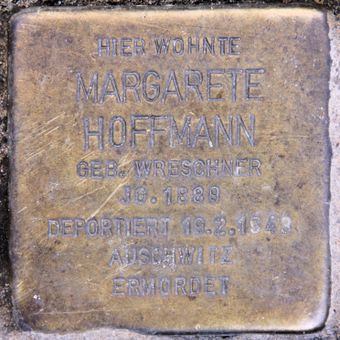 HIER WOHNTE
MARGARETE
HOFFMANN
GEB. WRESCHNER
JG. 1889
DEPORTIERT 19.2.1943
AUSCHWITZ
ERMORDET